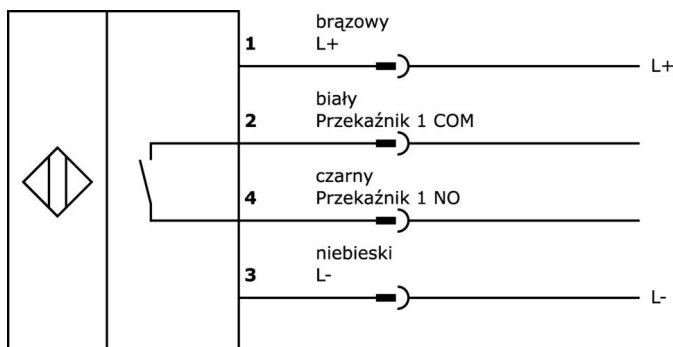 brązowy
1 L+
L+
biały
2 Przekaźnik 1 COM
czarny
4 Przekaźnik 1 NO
niebieski
3 L-
L-